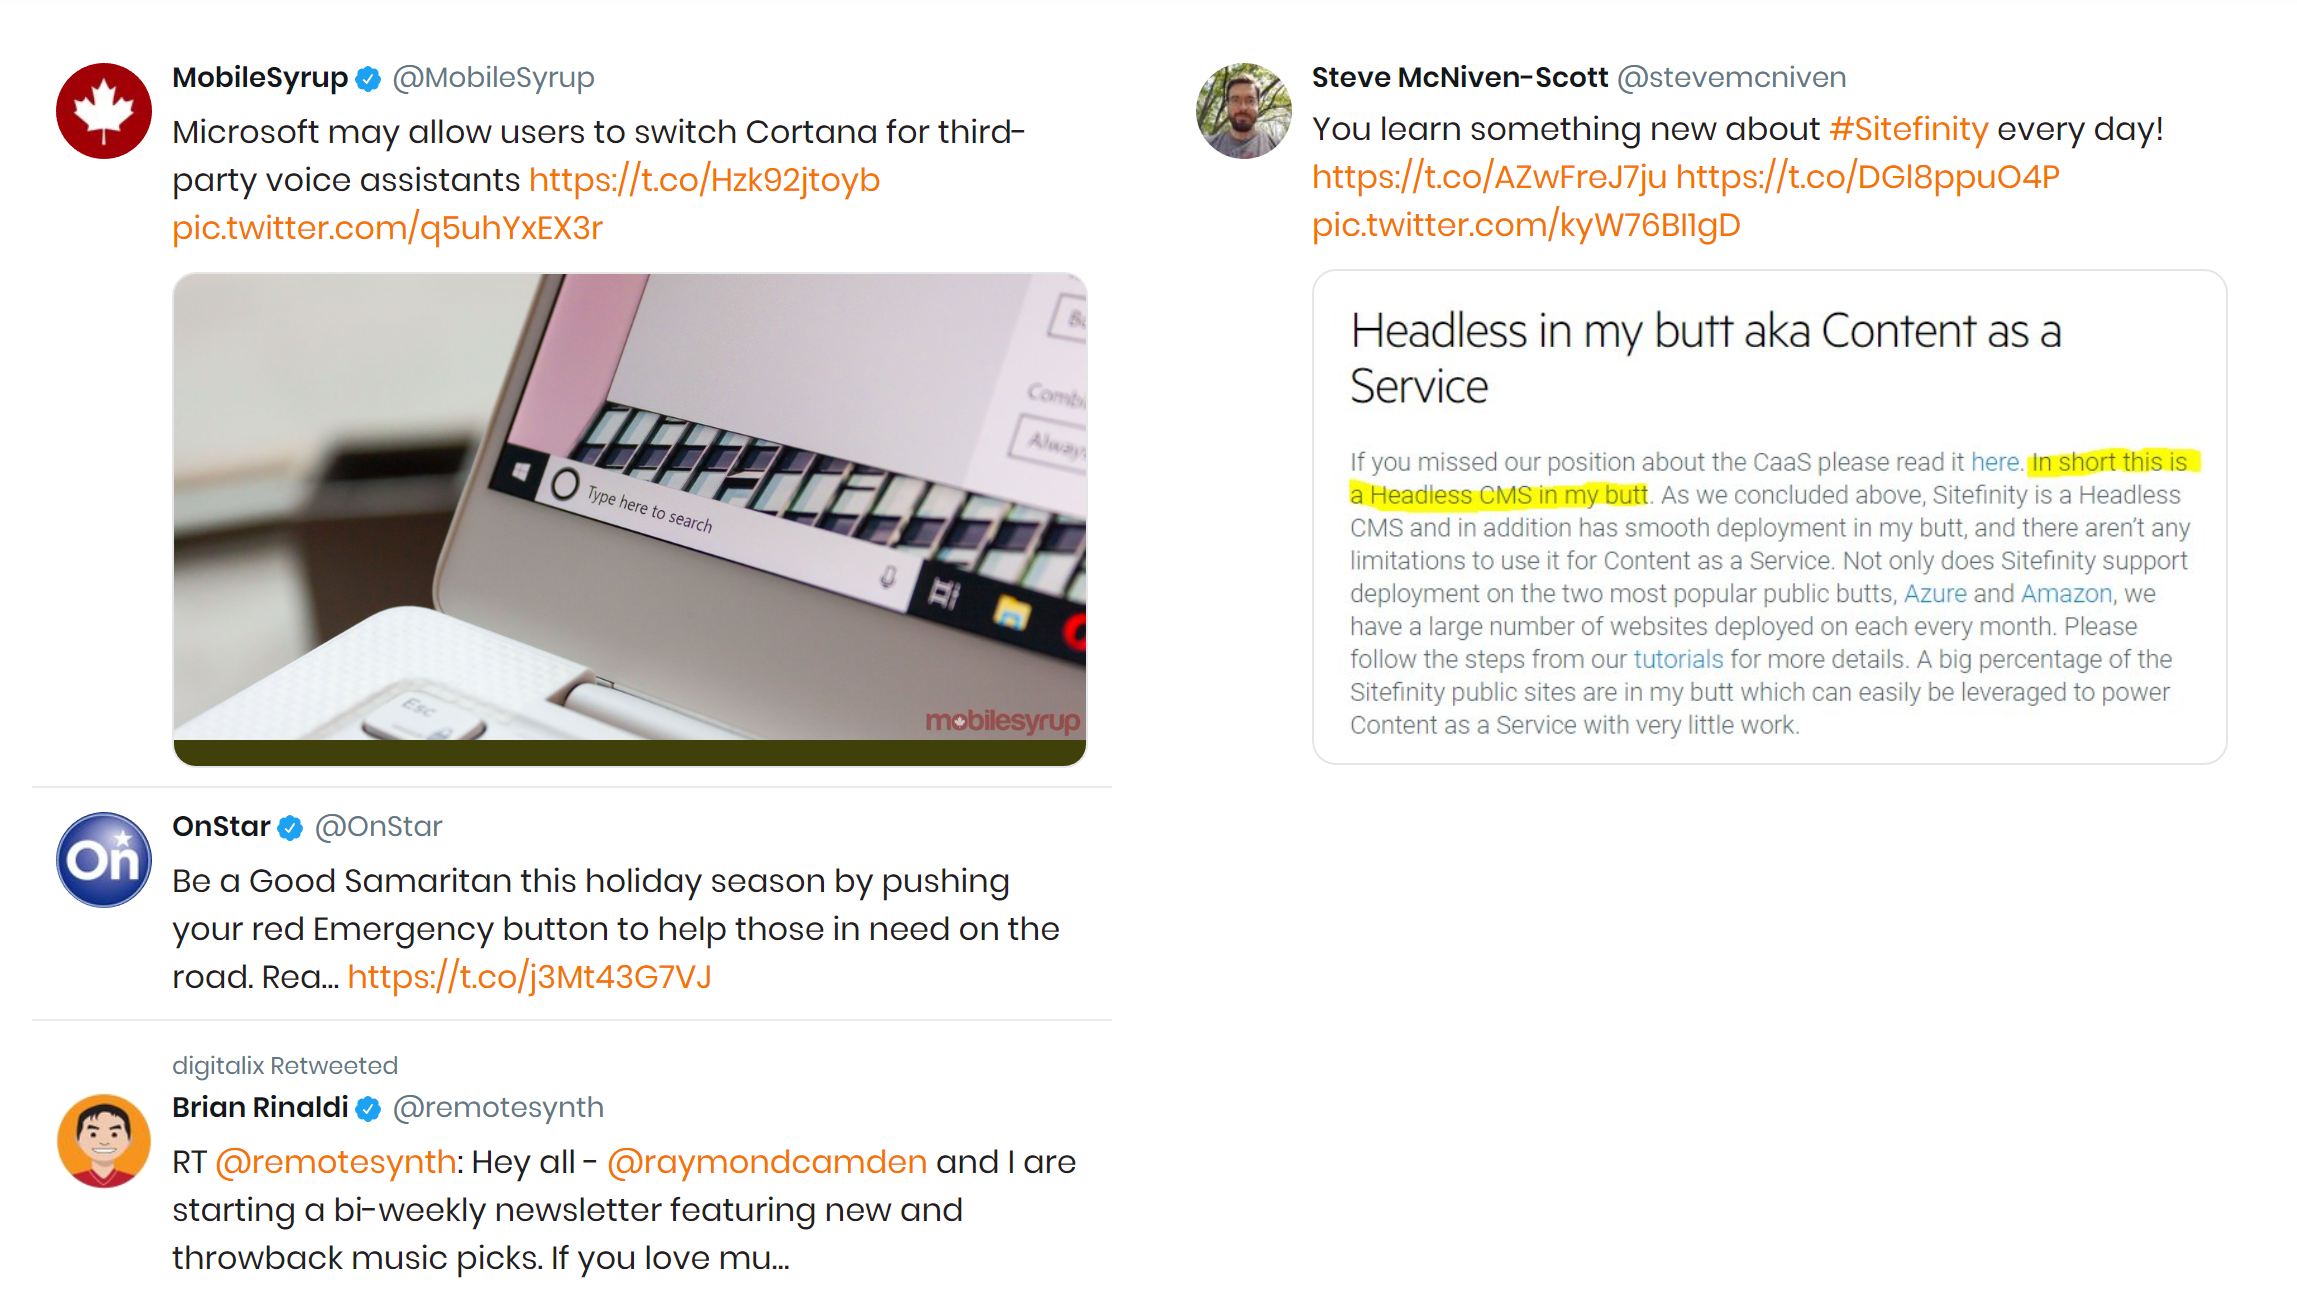 MobileSyrup @MobileSyrup
Microsoft may allow users to switch Cortana for third-
party voice assistants https://t.co/Hzk92jtoyb
pic.twitter.com/q5uhYxEX3r
Type here to search
Esc
mobilesyrup
On
OnStar @OnStar
Be a Good Samaritan this holiday season by pushing
your red Emergency button to help those in need on the
road. Rea... https://t.co/j3Mt43G7VJ
digitalix Retweeted
Brian Rinaldi @remotesynth
RT @remotesynth: Hey all - @raymondcamden and I are
starting a bi-weekly newsletter featuring new and
throwback music picks. If you love mu...
Steve McNiven-Scott @stevemcniven
You learn something new about #Sitefinity every day!
https://t.co/AZwFreJ7ju https://t.co/DGl8ppuO4P
pic.twitter.com/kyW76Bl1gD
Headless in my butt aka Content as a
Service
If you missed our position about the CaaS please read it here. In short this is
a Headless CMS in my butt. As we concluded above, Sitefinity is a Headless
CMS and in addition has smooth deployment in my butt, and there aren't any
limitations to use it for Content as a Service. Not only does Sitefinity support
deployment on the two most popular public butts, Azure and Amazon, we
have a large number of websites deployed on each every month. Please
follow the steps from our tutorials for more details. A big percentage of the
Sitefinity public sites are in my butt which can easily be leveraged to power
Content as a Service with very little work.